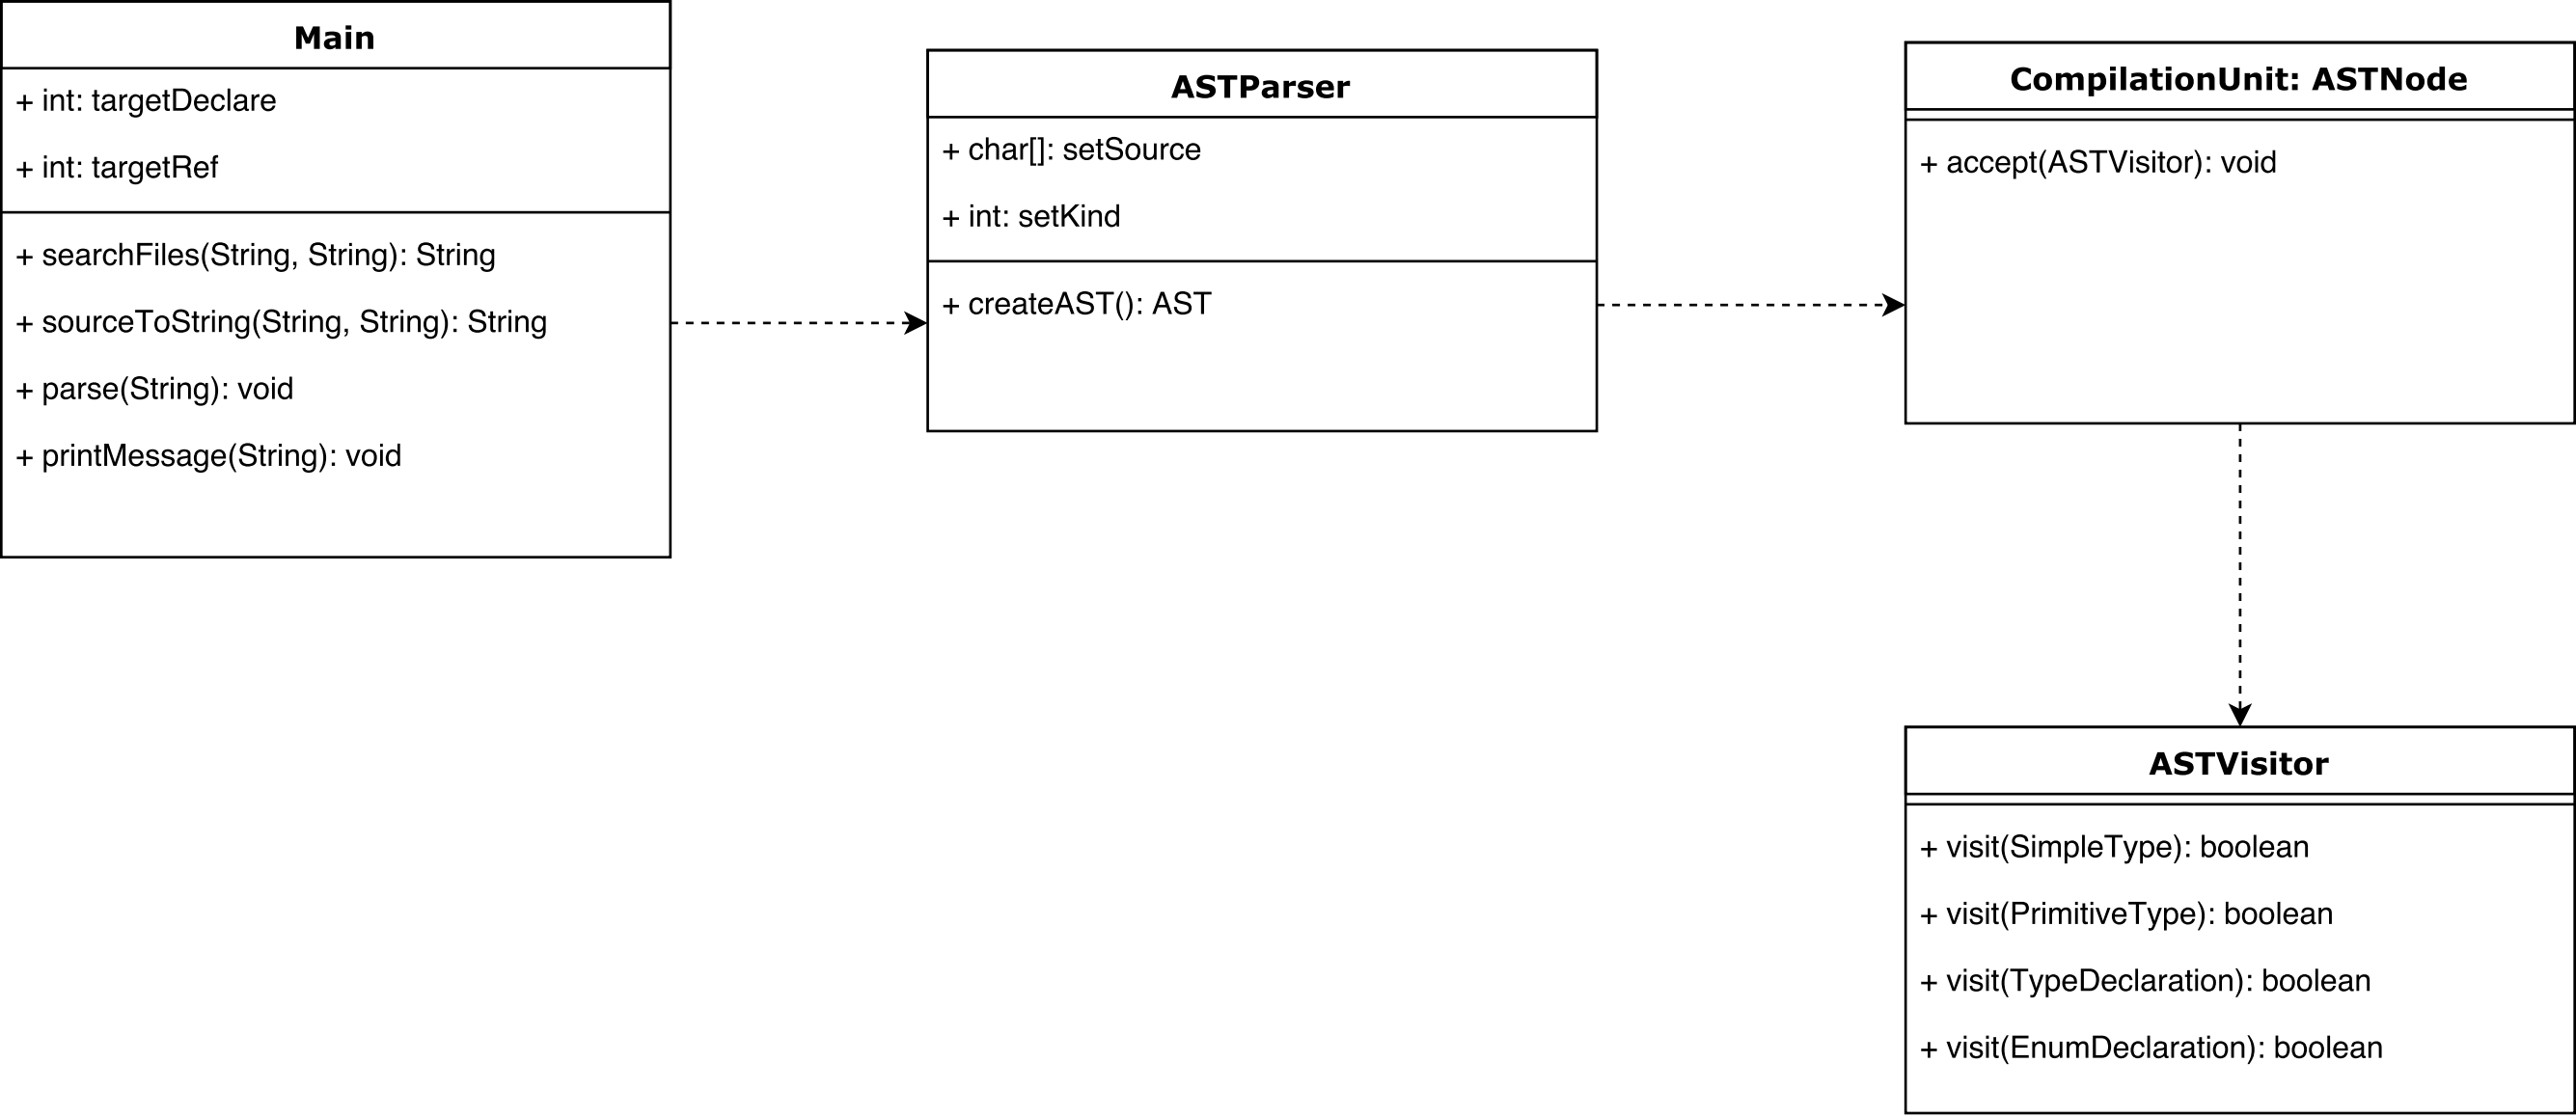 Main
+ int: targetDeclare
+ int: targetRef
+ searchFiles(String, String): String
+ sourceToString(String, String): String
+ parse(String): void
+ printMessage(String): void
ASTParser
+ char[]: setSource
+ int: setKind
+ createAST(): AST
CompilationUnit: ASTNode
+ accept(ASTVisitor): void
ASTVisitor
+ visit(SimpleType): boolean
+ visit(PrimitiveType): boolean
+ visit(TypeDeclaration): boolean
+ visit(EnumDeclaration): boolean